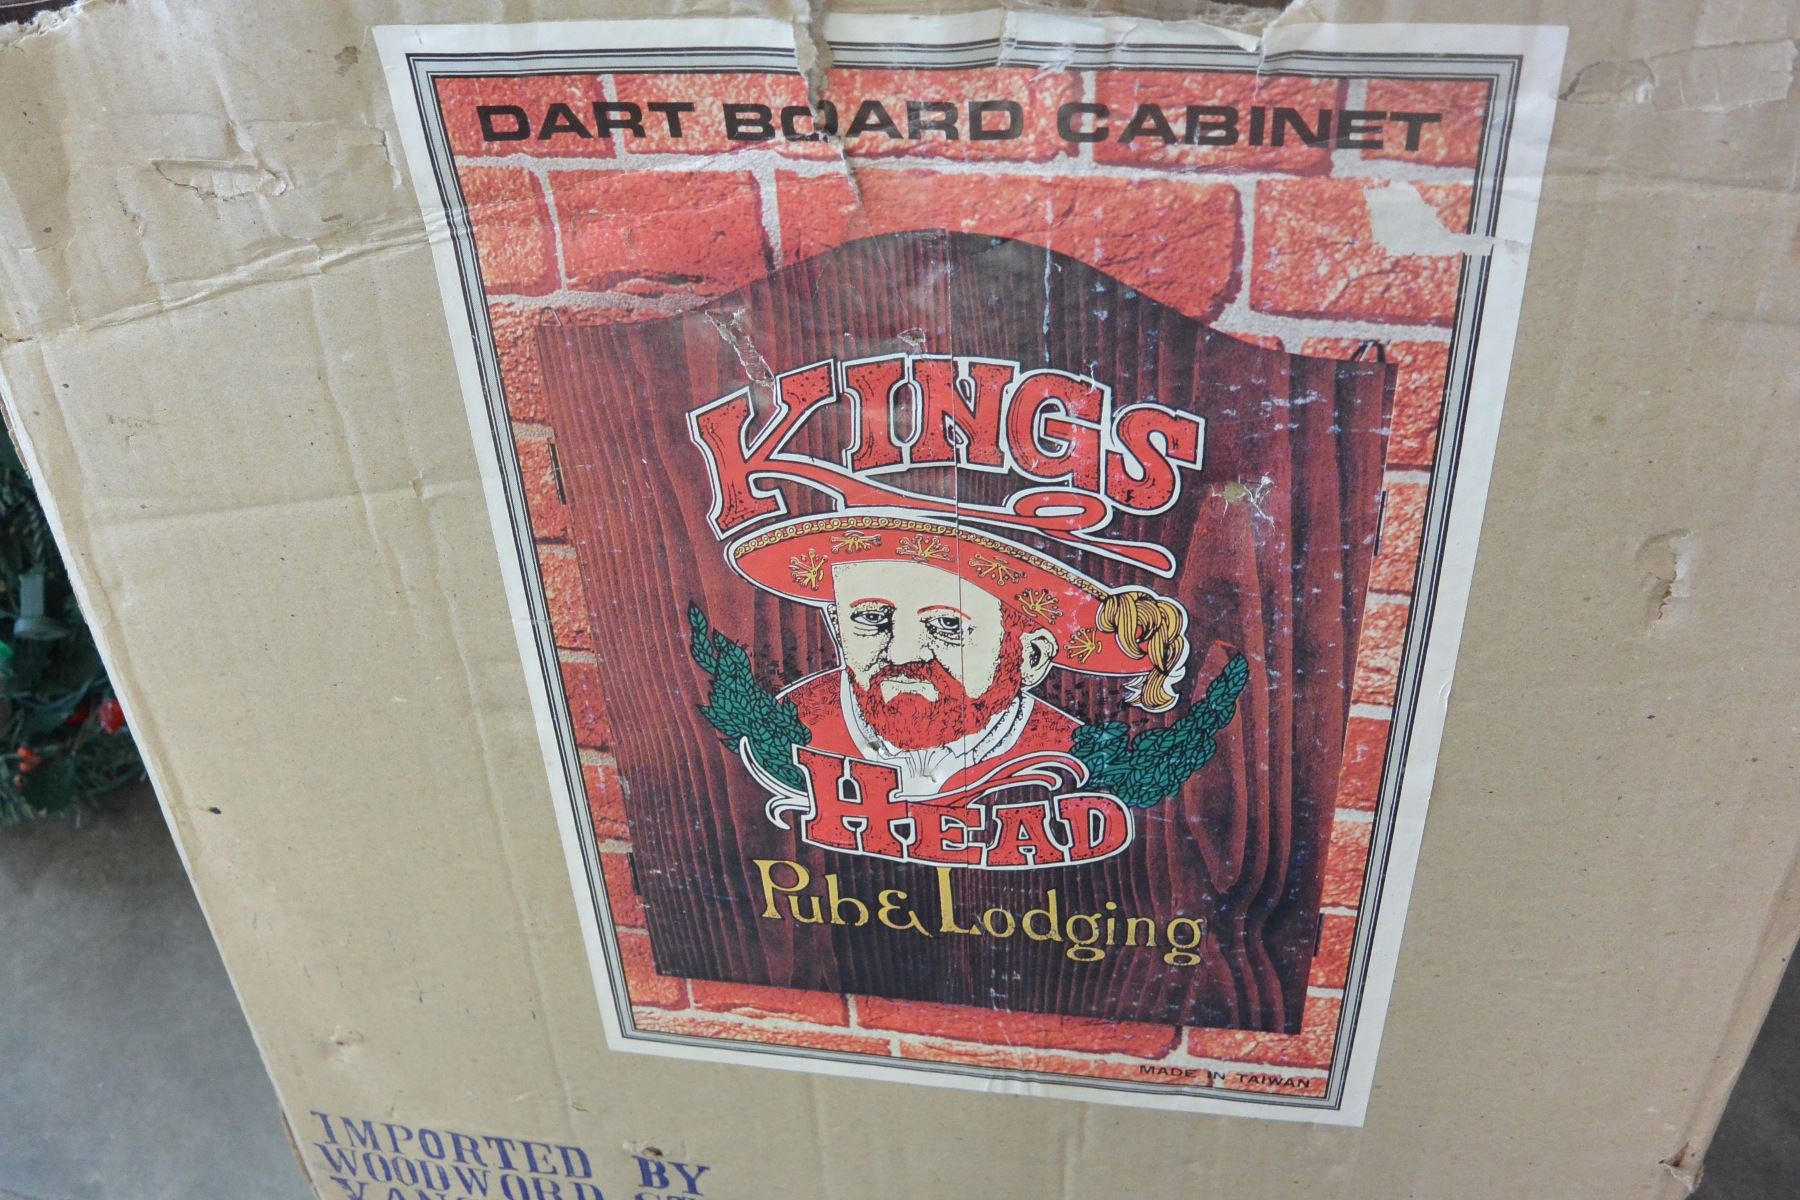 DART BOARD CABINET
KINGS
HEAD
Pub & Lodging
MADE IN TAIWAN
IMPORTED BY
WOODWORD